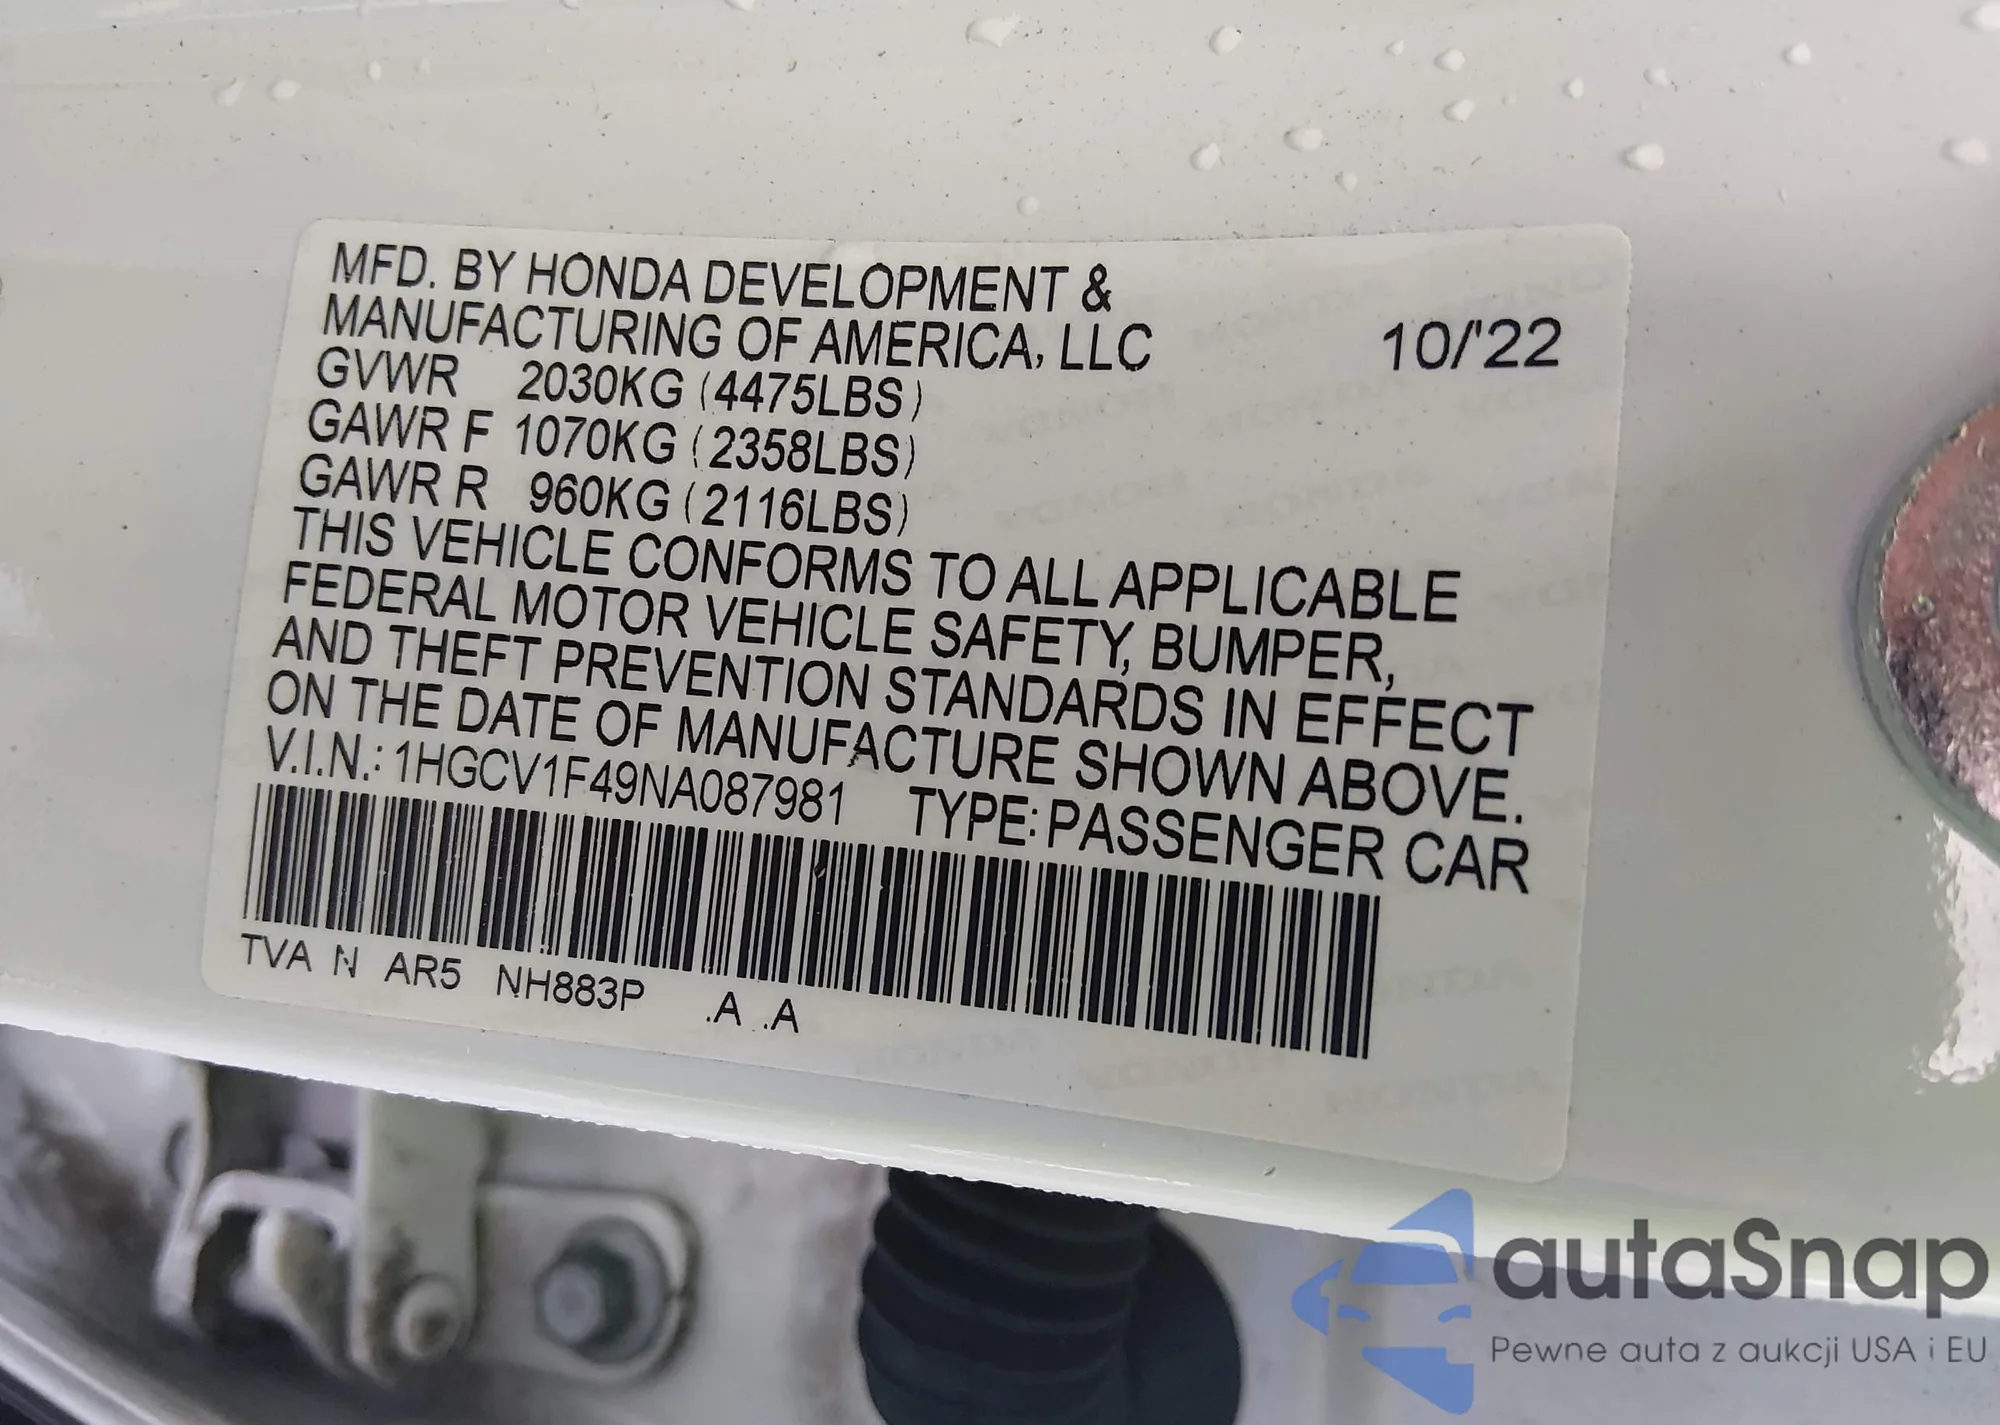 MFD. BY HONDA DEVELOPMENT &
MANUFACTURING OF AMERICA, LLC 10/'22
GVWR 2030KG (4475LBS)
GAWR F 1070KG (2358LBS)
GAWR R 960KG (2116LBS)
THIS VEHICLE CONFORMS TO ALL APPLICABLE
FEDERAL MOTOR VEHICLE SAFETY, BUMPER,
AND THEFT PREVENTION STANDARDS IN EFFECT
ON THE DATE OF MANUFACTURE SHOWN ABOVE.
V.I.N.: 1HGCV1F49NA087981 TYPE: PASSENGER CAR
TVA N AR5 NH883P .A .A
autaSnap
Pewne auta z aukcji USA i EU